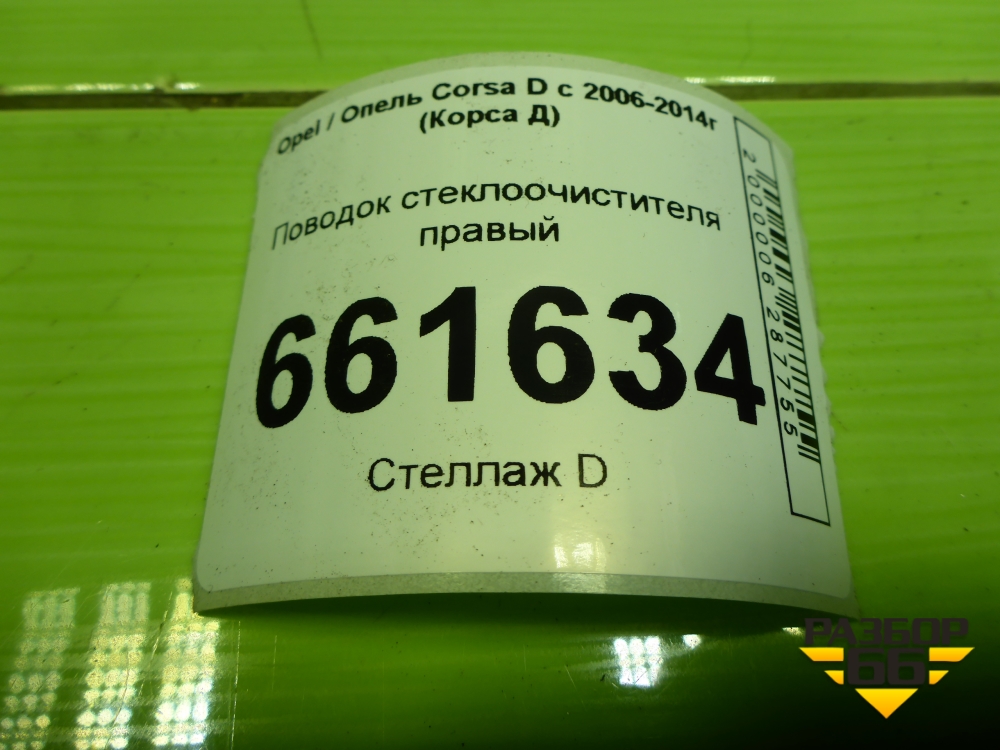 Opel / Опель Corsa D с 2006-2014г
(Корса Д)
Поводок стеклоочистителя
правый
661634
Стеллаж D
2000006287755
РАЗБОР
66